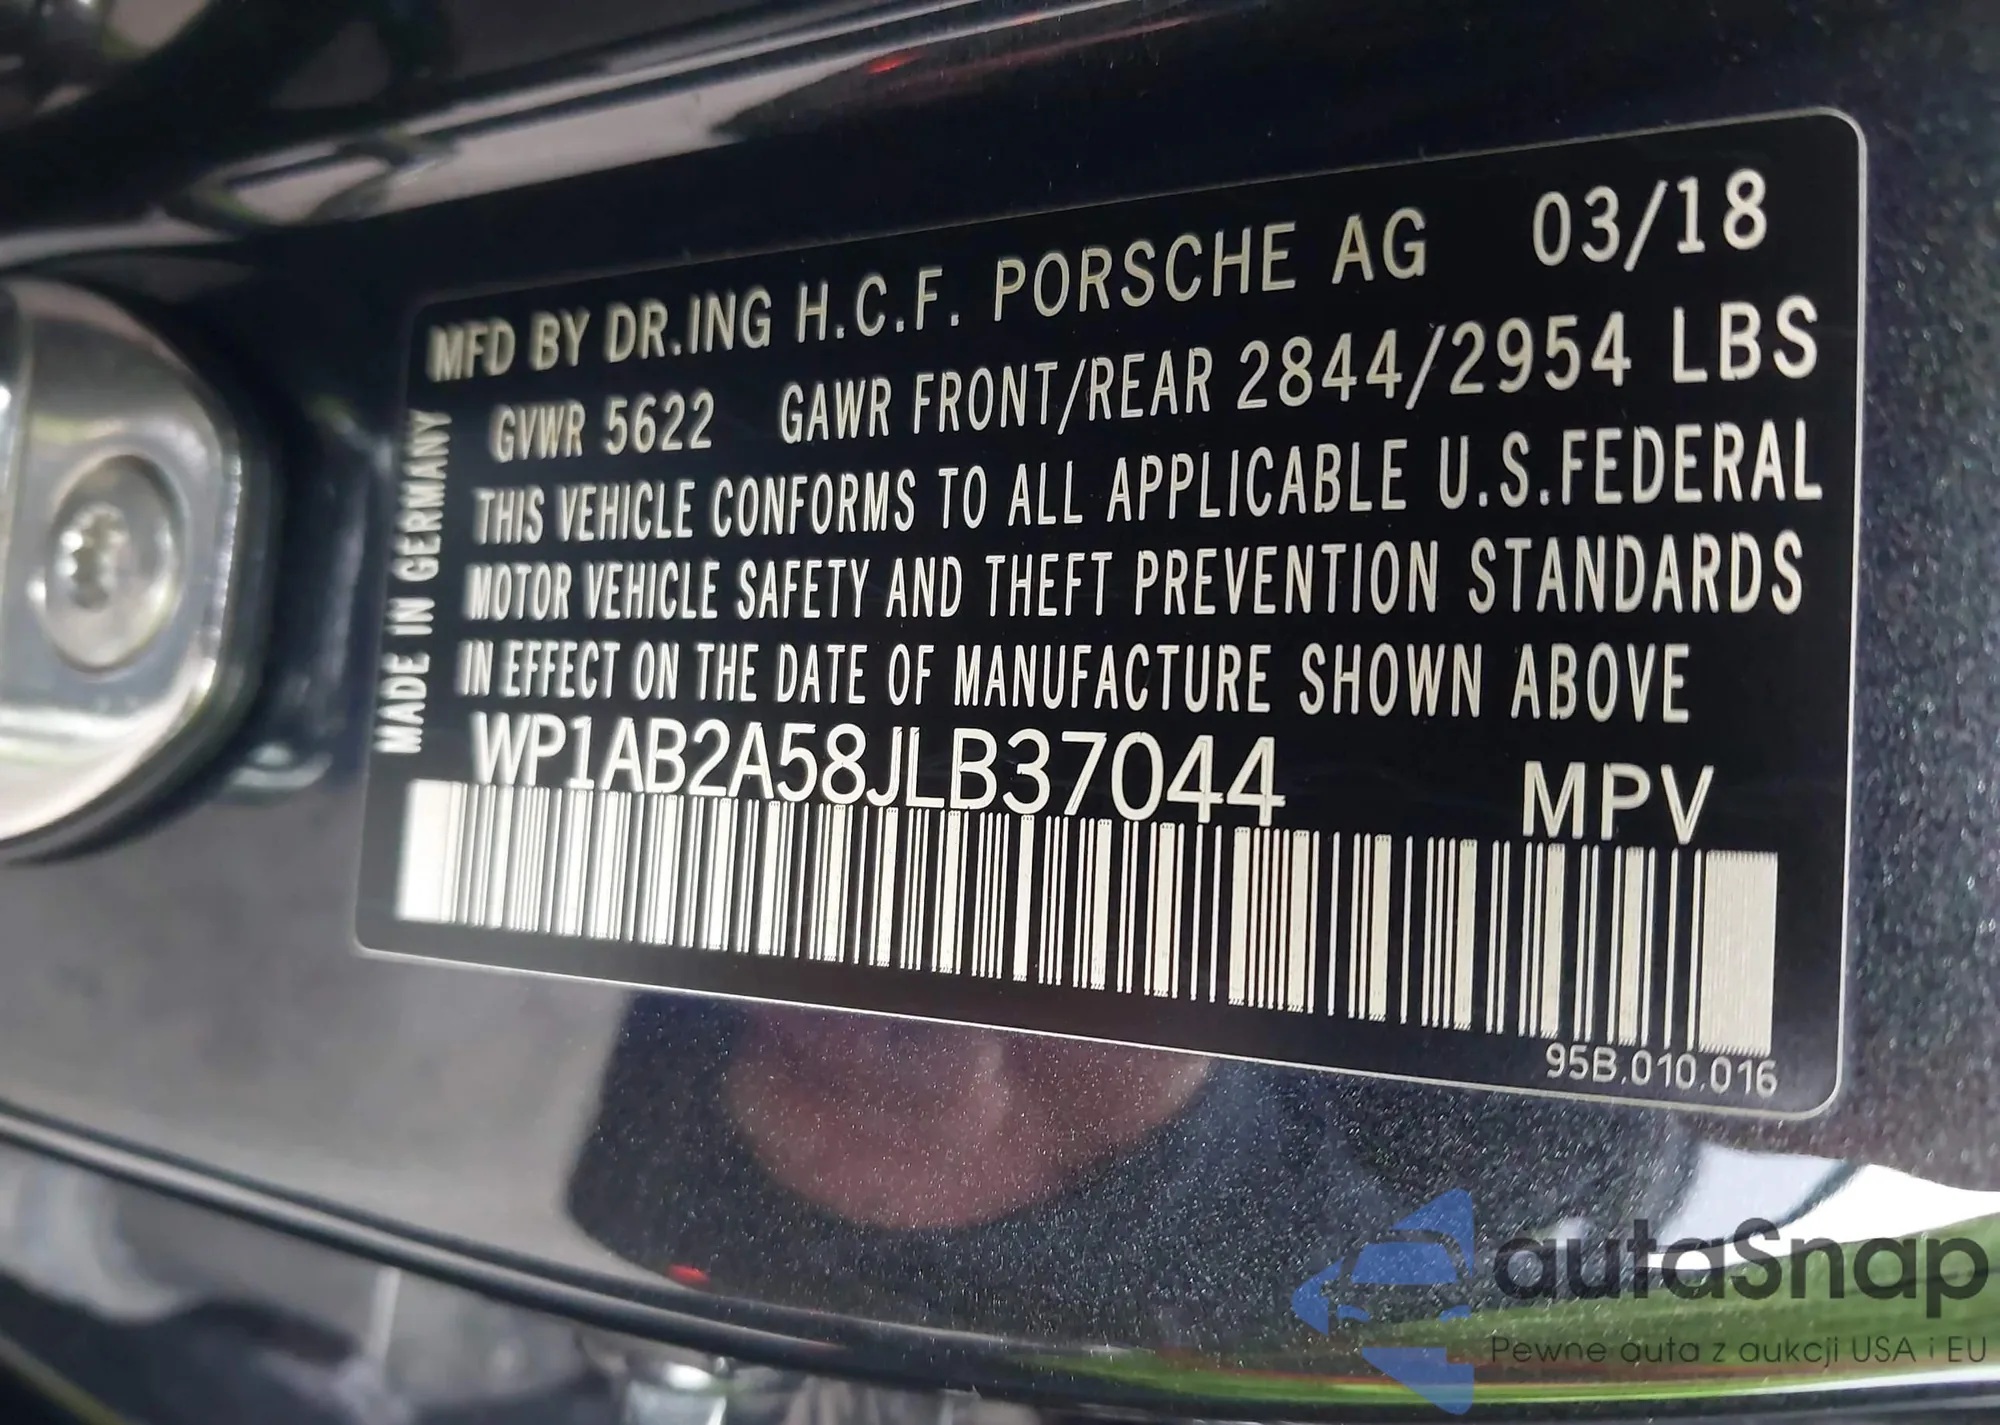 MFD BY DR.ING H.C.F. PORSCHE AG 03/18
GVWR 5622 GAWR FRONT/REAR 2844/2954 LBS
THIS VEHICLE CONFORMS TO ALL APPLICABLE U.S.FEDERAL
MOTOR VEHICLE SAFETY AND THEFT PREVENTION STANDARDS
IN EFFECT ON THE DATE OF MANUFACTURE SHOWN ABOVE
WP1AB2A58JLB37044 MPV
95B.010.016
MADE IN GERMANY
autaSnap
Pewne auta z aukcji USA i EU